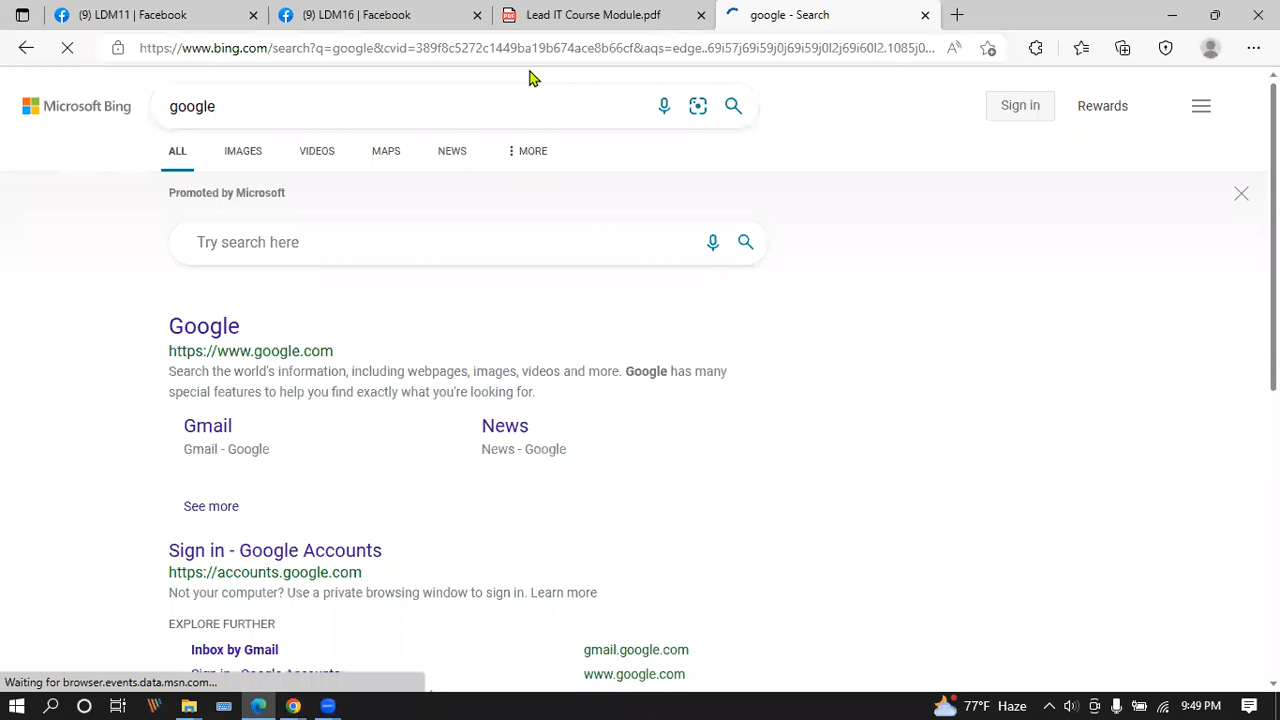 (9) LDM11 | Facebook
(9) LDM16 | Facebook
Lead IT Course Module.pdf
google - Search
https://www.bing.com/search?q=google&cvid=389f8c5272c1449ba19b674ace8b66cf&aqs=edge..69i57j69i59j0j69i59j0l2j69i60l2.1085j0...
Microsoft Bing
google
Sign in
Rewards
ALL
IMAGES
VIDEOS
MAPS
NEWS
MORE
Promoted by Microsoft
Try search here
Google
https://www.google.com
Search the world's information, including webpages, images, videos and more. Google has many
special features to help you find exactly what you're looking for.
Gmail
News
Gmail - Google
News - Google
See more
Sign in - Google Accounts
https://accounts.google.com
Not your computer? Use a private browsing window to sign in. Learn more
EXPLORE FURTHER
Inbox by Gmail
gmail.google.com
Sign in - Google Accounts
www.google.com
Waiting for browser.events.data.msn.com...
77°F Haze
9:49 PM